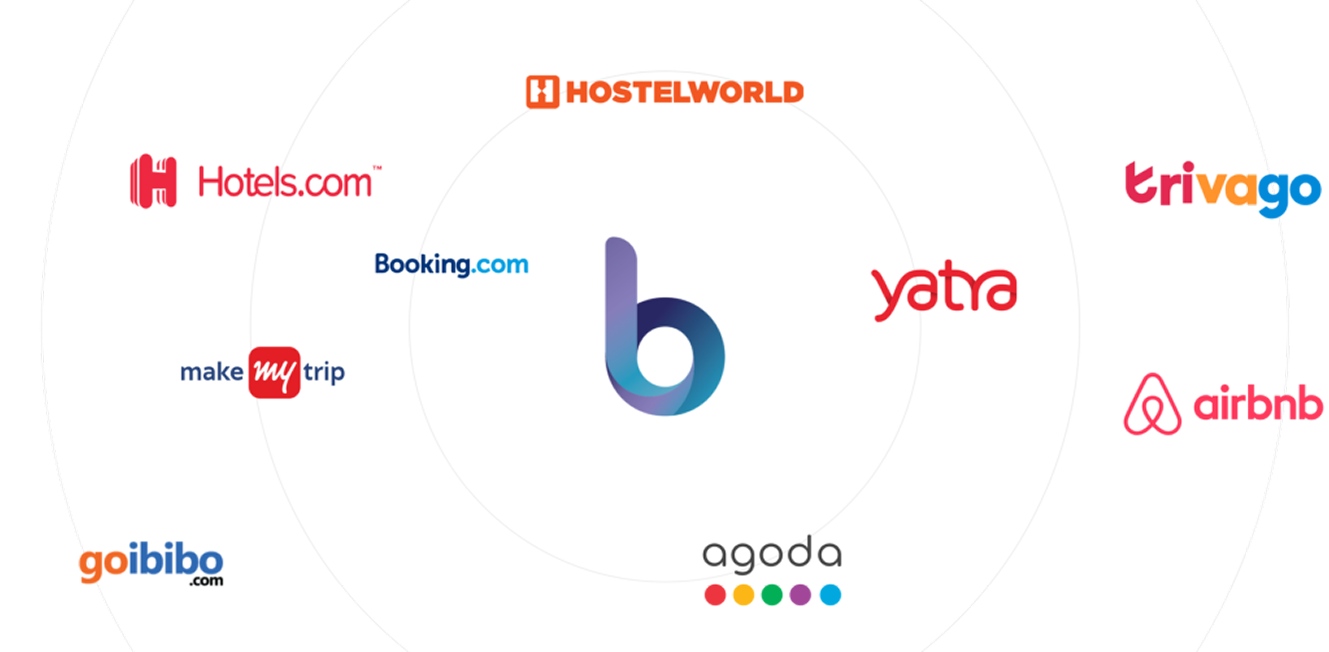 HOSTELWORLD
Hotels.com™
trivago
Booking.com
yatra
make my trip
airbnb
goibibo
.com
agoda